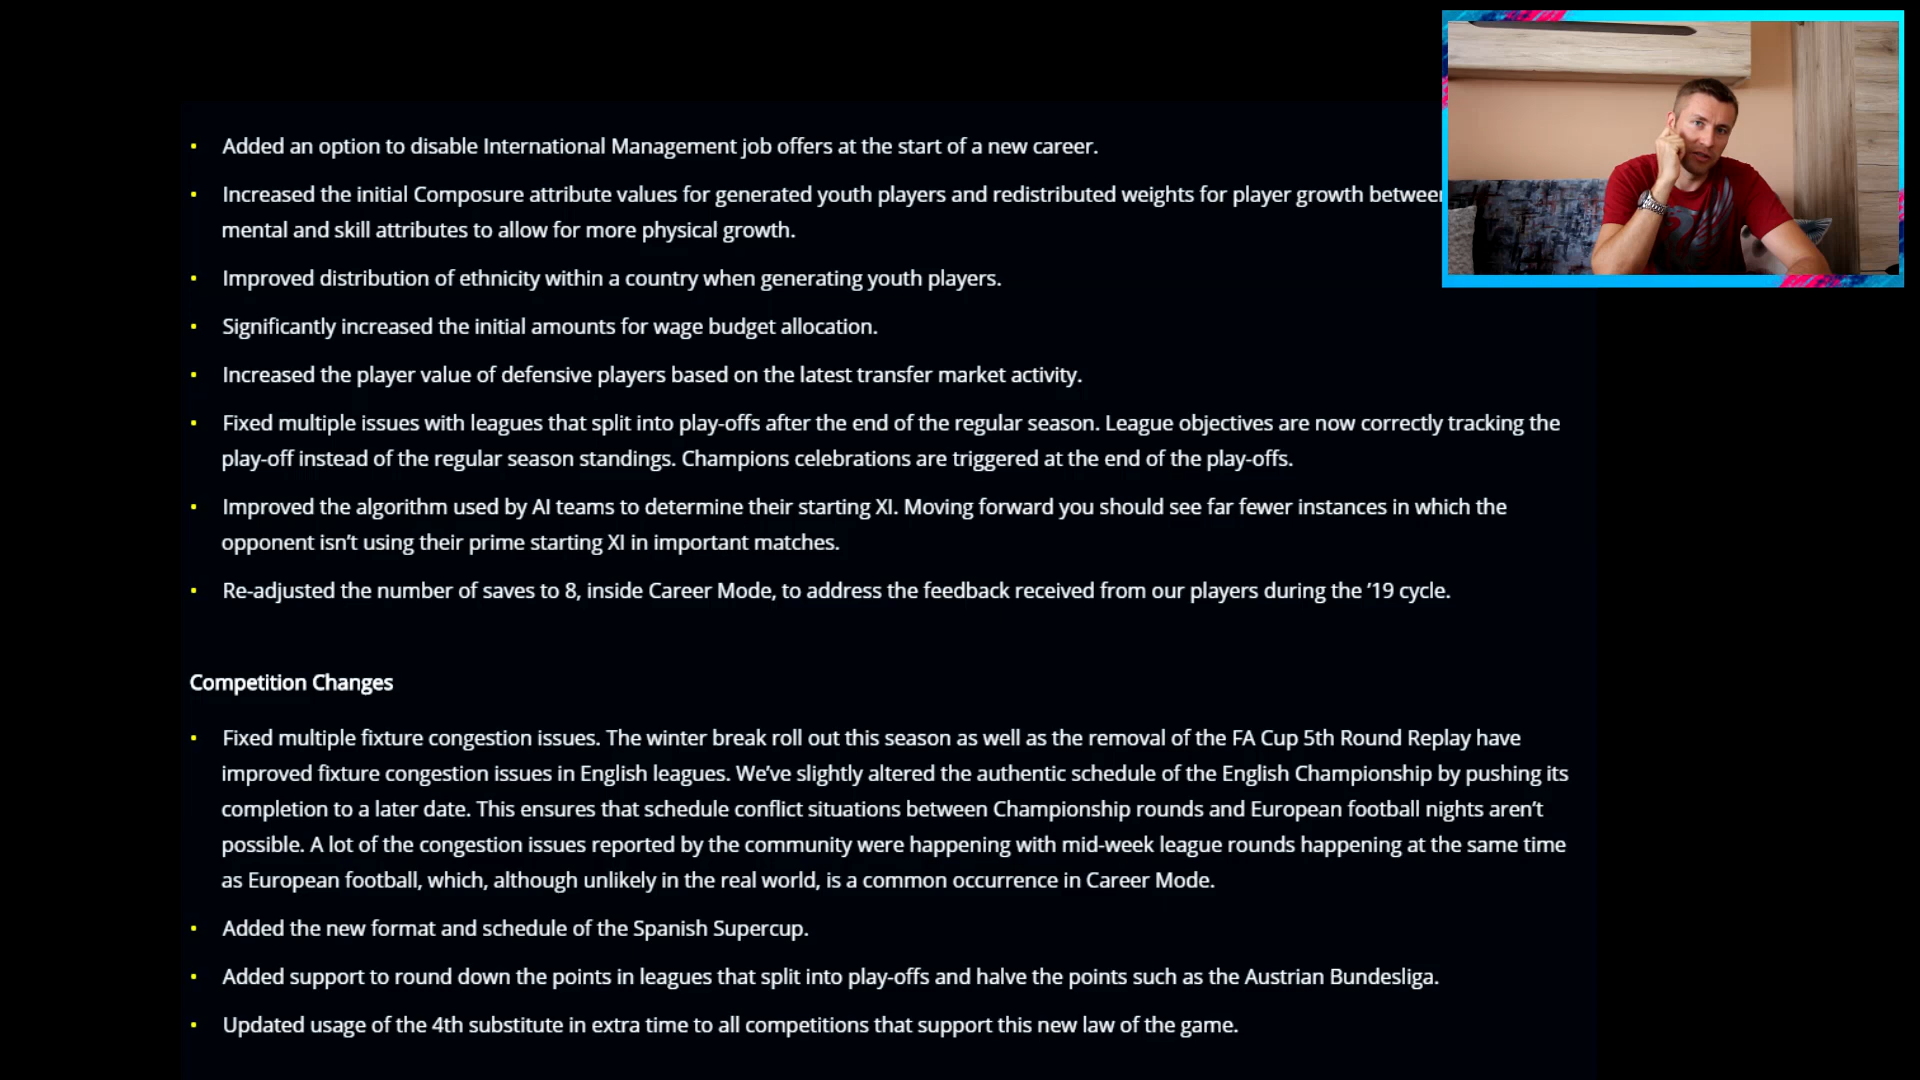 • Added an option to disable International Management job offers at the start of a new career.
• Increased the initial Composure attribute values for generated youth players and redistributed weights for player growth between
mental and skill attributes to allow for more physical growth.
• Improved distribution of ethnicity within a country when generating youth players.
• Significantly increased the initial amounts for wage budget allocation.
• Increased the player value of defensive players based on the latest transfer market activity.
• Fixed multiple issues with leagues that split into play-offs after the end of the regular season. League objectives are now correctly tracking the
play-off instead of the regular season standings. Champions celebrations are triggered at the end of the play-offs.
• Improved the algorithm used by AI teams to determine their starting XI. Moving forward you should see far fewer instances in which the
opponent isn’t using their prime starting XI in important matches.
• Re-adjusted the number of saves to 8, inside Career Mode, to address the feedback received from our players during the ’19 cycle.
Competition Changes
• Fixed multiple fixture congestion issues. The winter break roll out this season as well as the removal of the FA Cup 5th Round Replay have
improved fixture congestion issues in English leagues. We’ve slightly altered the authentic schedule of the English Championship by pushing its
completion to a later date. This ensures that schedule conflict situations between Championship rounds and European football nights aren’t
possible. A lot of the congestion issues reported by the community were happening with mid-week league rounds happening at the same time
as European football, which, although unlikely in the real world, is a common occurrence in Career Mode.
• Added the new format and schedule of the Spanish Supercup.
• Added support to round down the points in leagues that split into play-offs and halve the points such as the Austrian Bundesliga.
• Updated usage of the 4th substitute in extra time to all competitions that support this new law of the game.